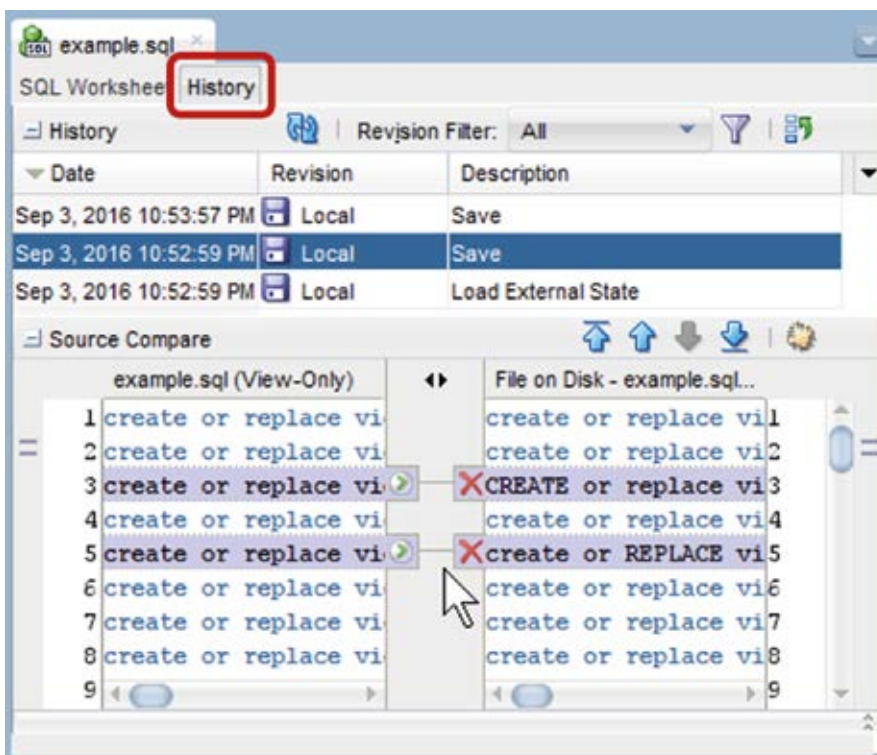 SQL example.sql
SQL Workshee History
History Revision Filter: All
Date Revision Description
Sep 3, 2016 10:53:57 PM Local Save
Sep 3, 2016 10:52:59 PM Local Save
Sep 3, 2016 10:52:59 PM Local Load External State
Source Compare
example.sql (View-Only) File on Disk - example.sql...
1 create or replace vi create or replace vi 1
2 create or replace vi create or replace vi 2
3 create or replace vi CREATE or replace vi 3
4 create or replace vi create or replace vi 4
5 create or replace vi create or REPLACE vi 5
6 create or replace vi create or replace vi 6
7 create or replace vi create or replace vi 7
8 create or replace vi create or replace vi 8
9 9